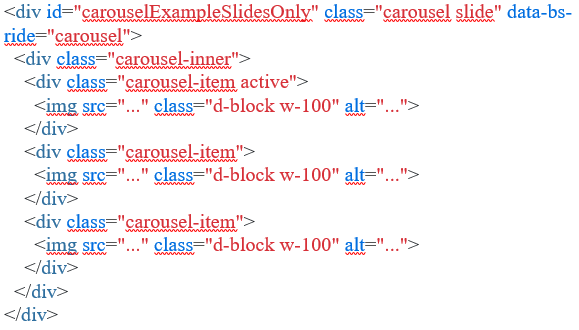 <div id="carouselExampleSlidesOnly" class="carousel slide" data-bs-
ride="carousel">
  <div class="carousel-inner">
    <div class="carousel-item active">
      <img src="..." class="d-block w-100" alt="...">
    </div>
    <div class="carousel-item">
      <img src="..." class="d-block w-100" alt="...">
    </div>
    <div class="carousel-item">
      <img src="..." class="d-block w-100" alt="...">
    </div>
  </div>
</div>